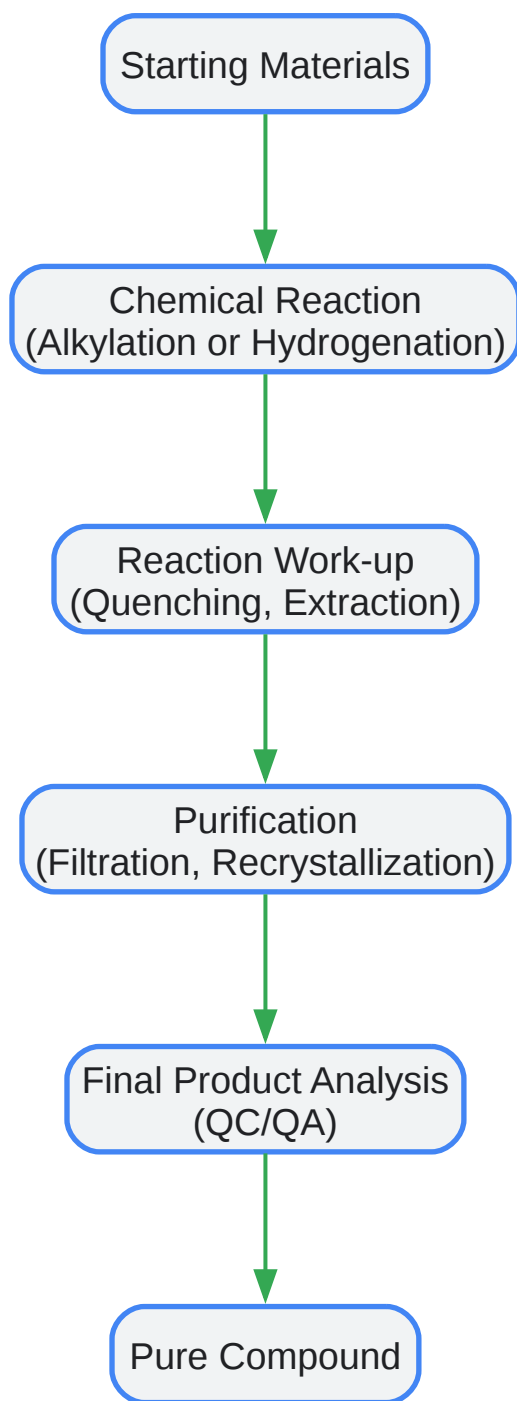 Starting Materials
Chemical Reaction
(Alkylation or Hydrogenation)
Reaction Work-up
(Quenching, Extraction)
Purification
(Filtration, Recrystallization)
Final Product Analysis
(QC/QA)
Pure Compound